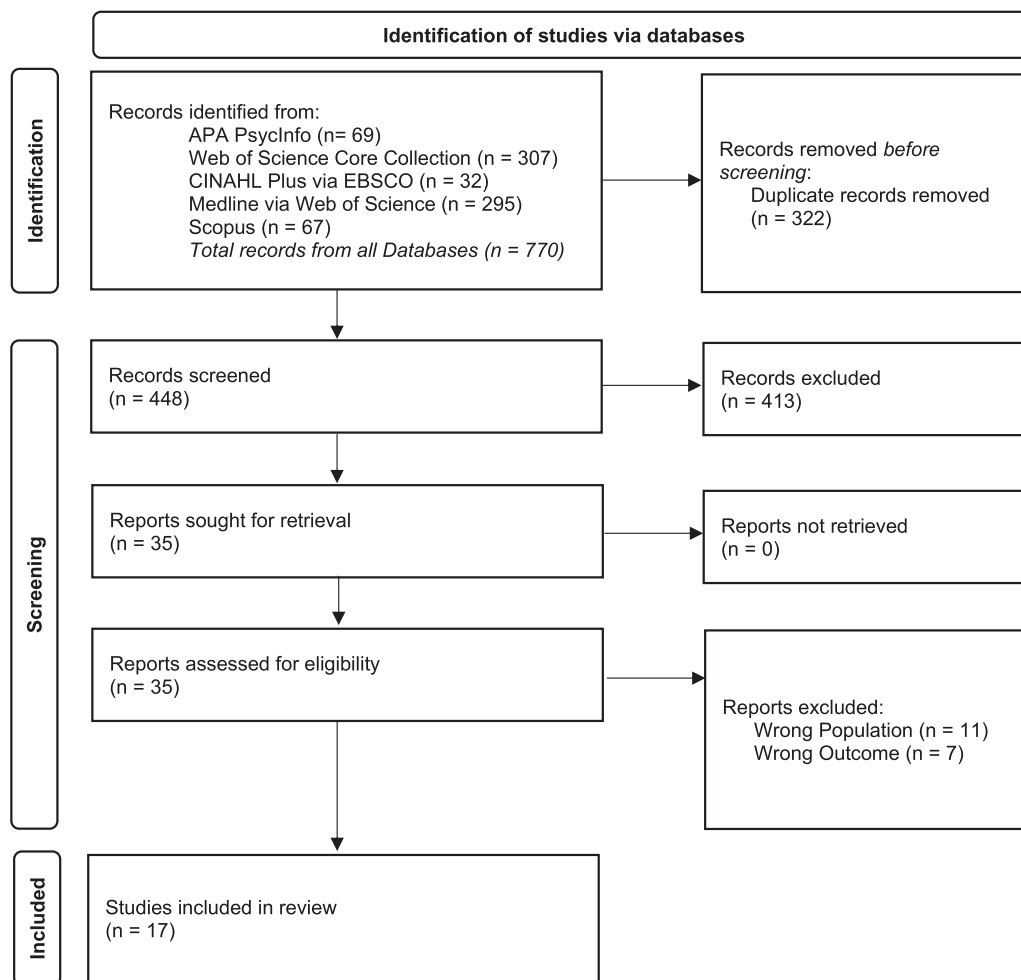 Identification of studies via databases
Identification
Records identified from:
APA PsycInfo (n= 69)
Web of Science Core Collection (n = 307)
CINAHL Plus via EBSCO (n = 32)
Medline via Web of Science (n = 295)
Scopus (n = 67)
Total records from all Databases (n = 770)
Records removed before
screening:
Duplicate records removed
(n = 322)
Screening
Records screened
(n = 448)
Records excluded
(n = 413)
Reports sought for retrieval
(n = 35)
Reports not retrieved
(n = 0)
Reports assessed for eligibility
(n = 35)
Reports excluded:
Wrong Population (n = 11)
Wrong Outcome (n = 7)
Included
Studies included in review
(n = 17)